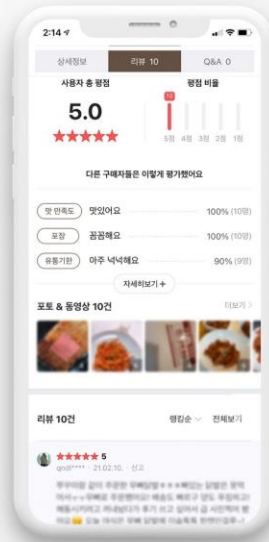 2:14
상세정보 리뷰 10 Q&A 0
사용자 총 평점 평점 비율
5.0
10
5점 4점 3점 2점 1점
다른 구매자들은 이렇게 평가했어요
맛 만족도 맛있어요 100% (10명)
포장 꼼꼼해요 100% (10명)
유통기한 아주 넉넉해요 90% (9명)
자세히보기 +
포토 & 동영상 10건 더보기 >
리뷰 10건 랭킹순 전체보기
5
qndl**** · 21.02.10. · 신고